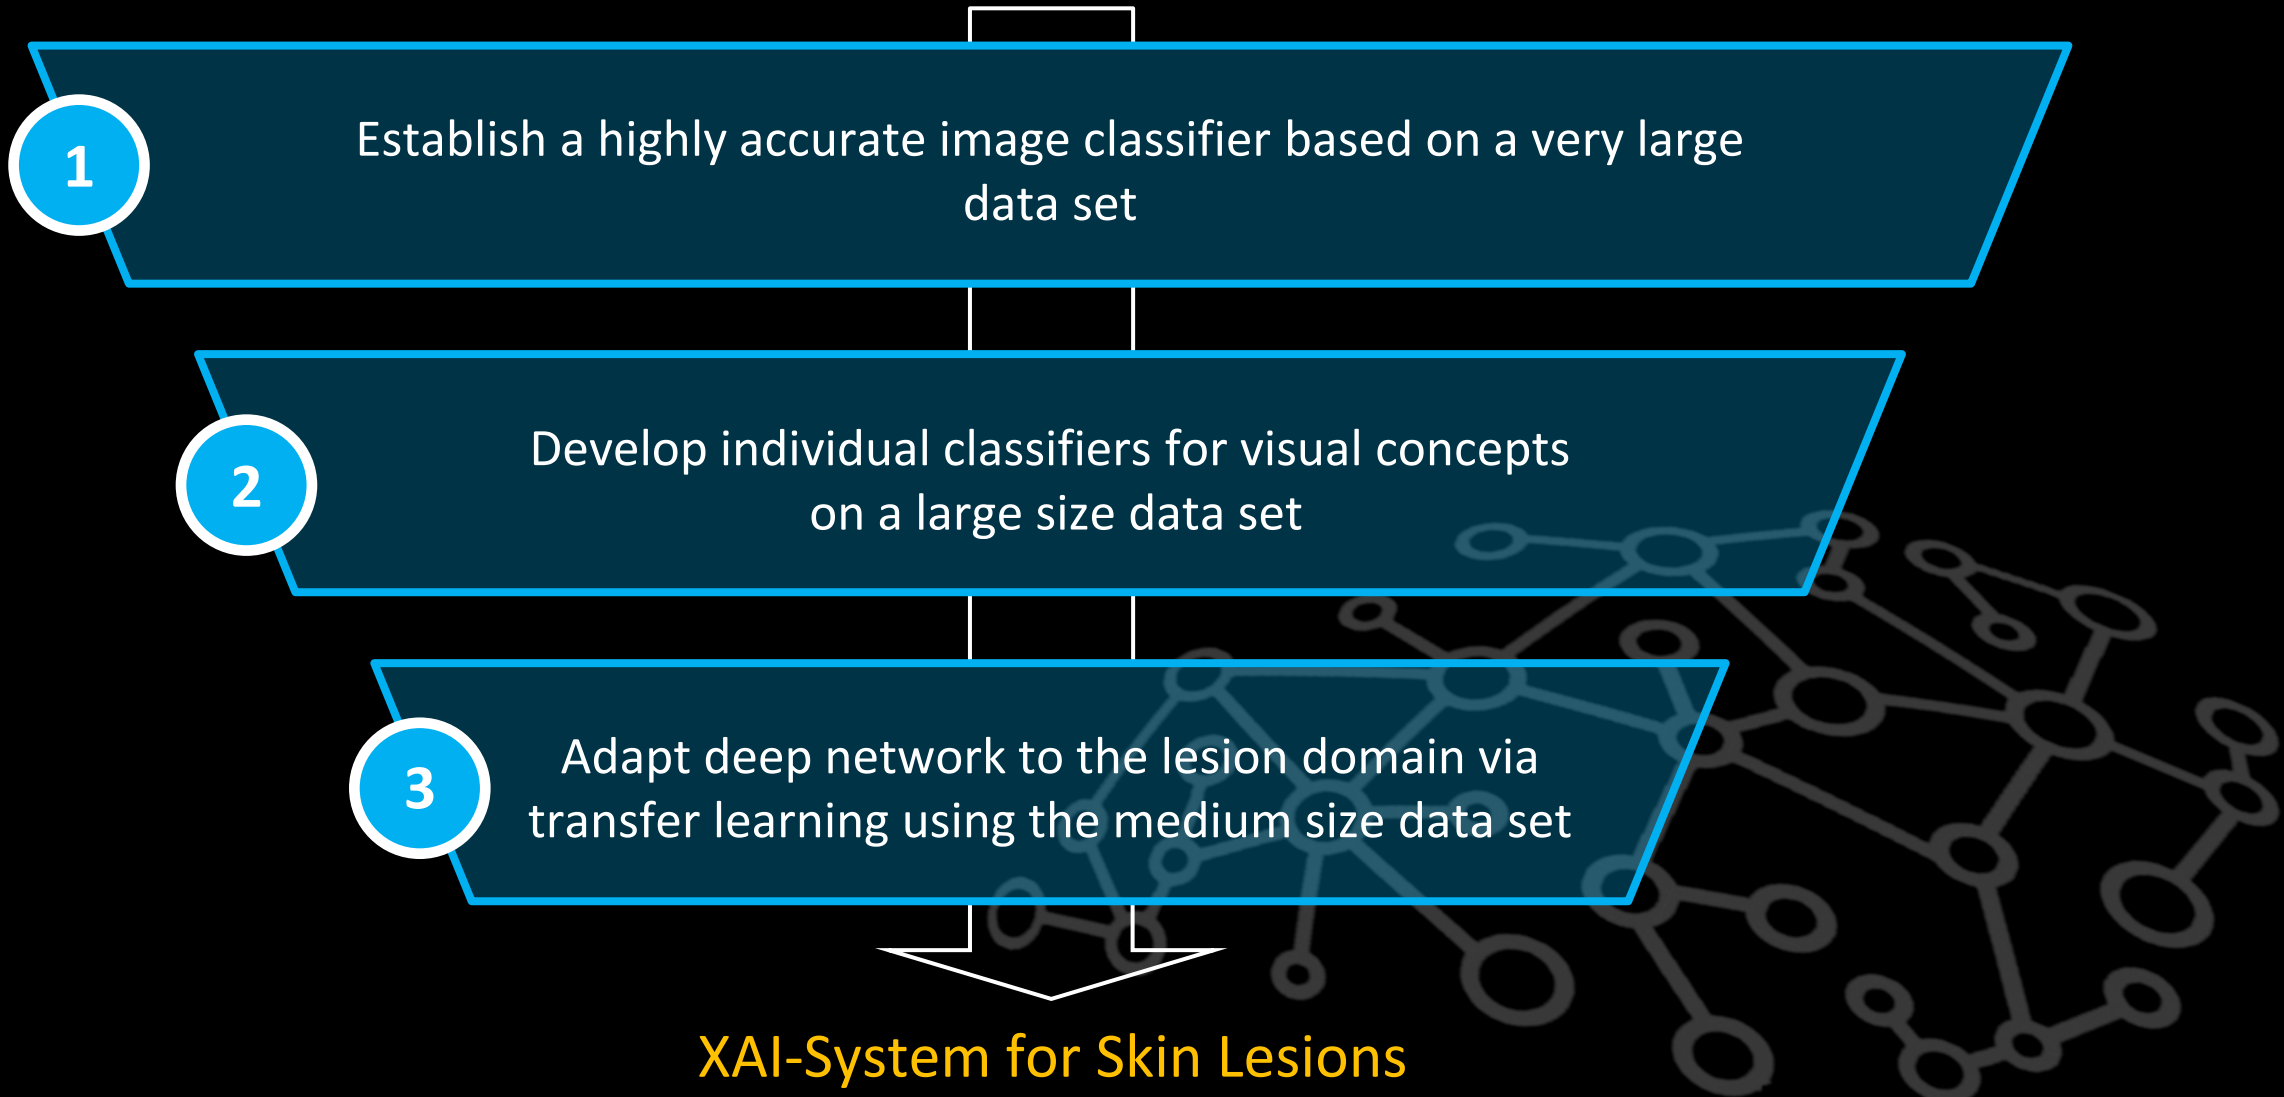 1
Establish a highly accurate image classifier based on a very large
data set
2
Develop individual classifiers for visual concepts
on a large size data set
3
Adapt deep network to the lesion domain via
transfer learning using the medium size data set
XAI-System for Skin Lesions